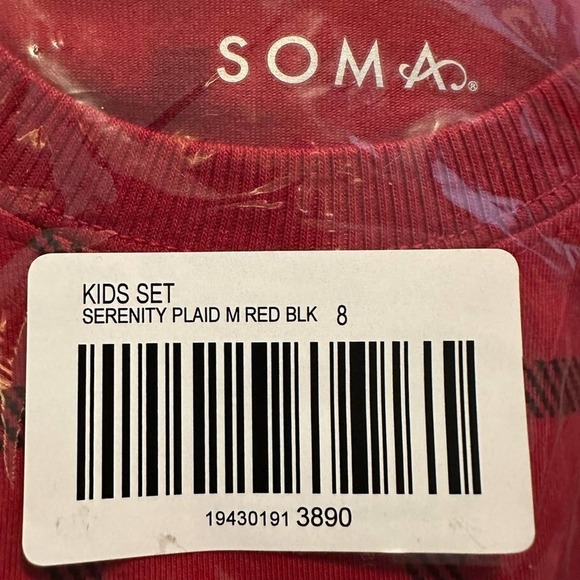 SOMA®
KIDS SET
SERENITY PLAID M RED BLK 8
19430191 3890